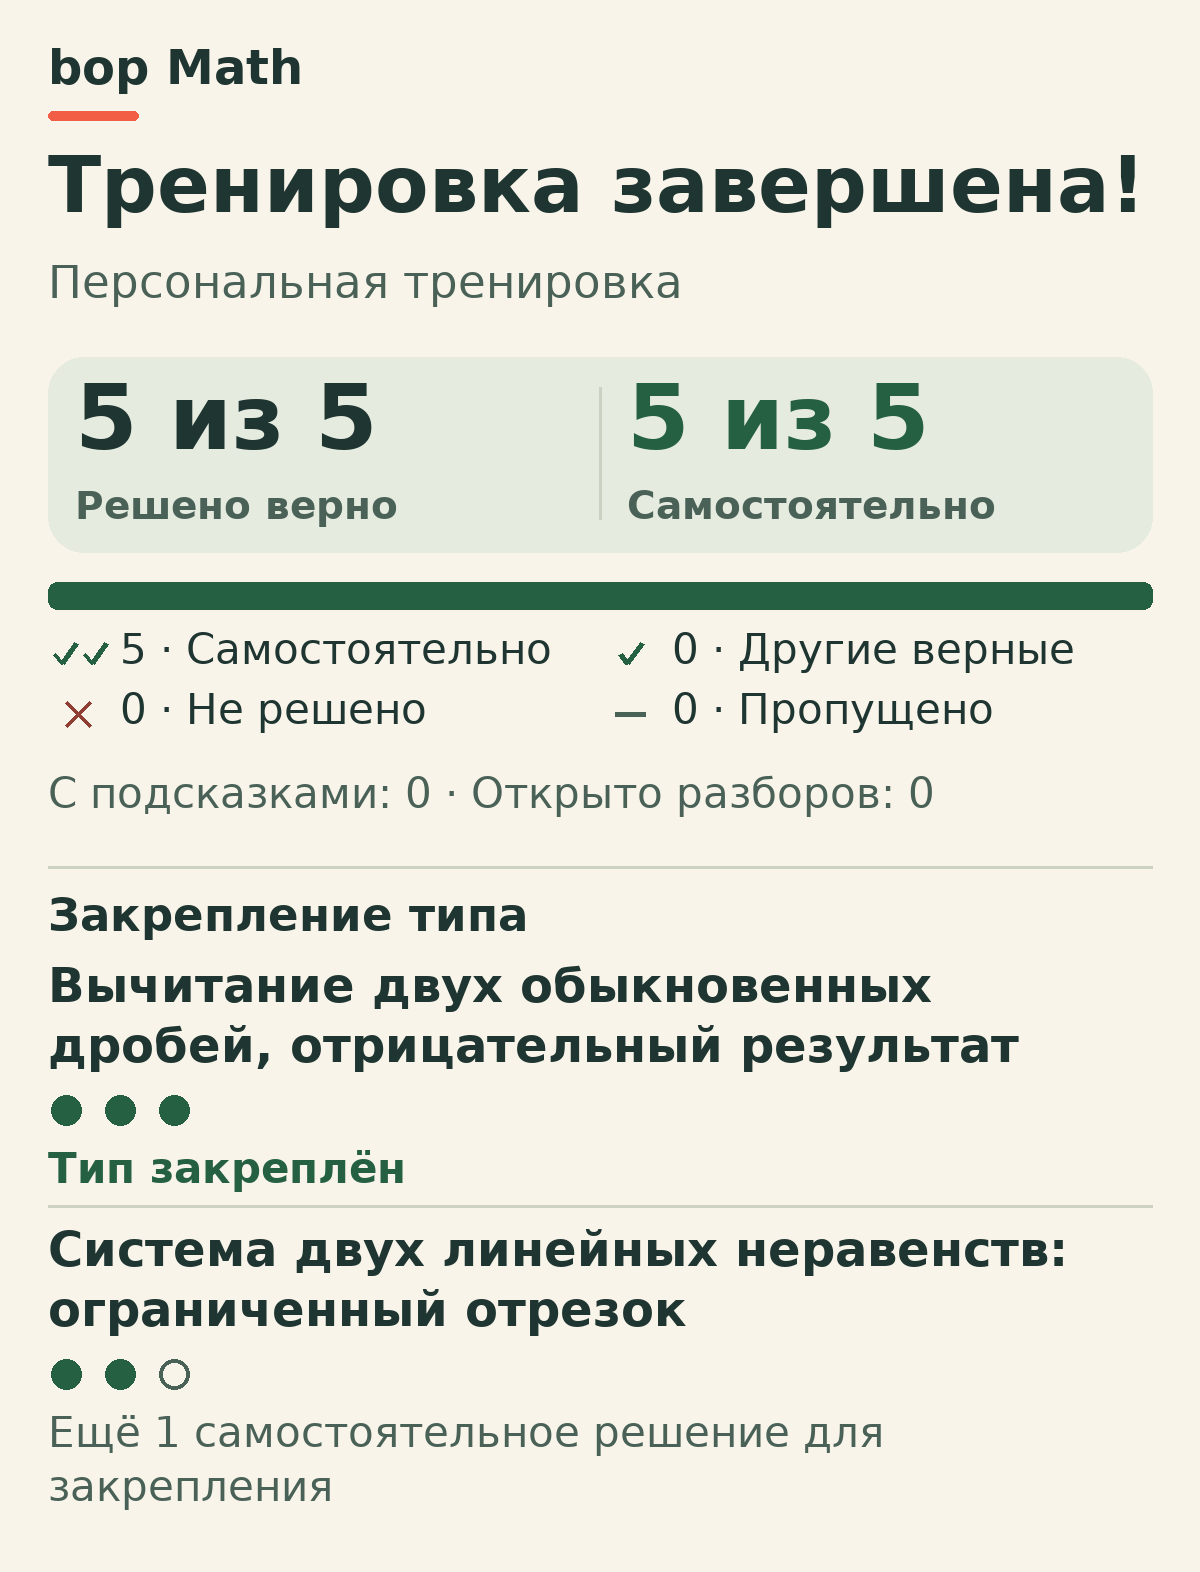 bop Math
Тренировка завершена!
Персональная тренировка
5 из 5
Решено верно
5 из 5
Самостоятельно
5 · Самостоятельно
0 · Другие верные
0 · Не решено
0 · Пропущено
С подсказками: 0 · Открыто разборов: 0
Закрепление типа
Вычитание двух обыкновенных
дробей, отрицательный результат
Тип закреплён
Система двух линейных неравенств:
ограниченный отрезок
Ещё 1 самостоятельное решение для
закрепления